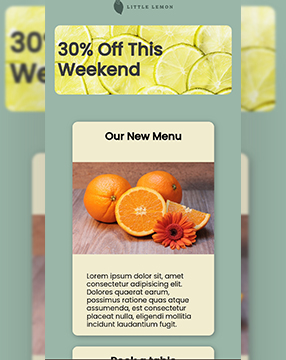 LITTLE LEMON
30% Off This
Weekend
Our New Menu
Lorem ipsum dolor sit amet,
consectetur adipisicing elit.
Dolores quaerat earum,
possimus ratione quas atque
assumenda, est consectetur
placeat nulla, eligendi mollitia
incidunt laudantium fugit.
Book a table